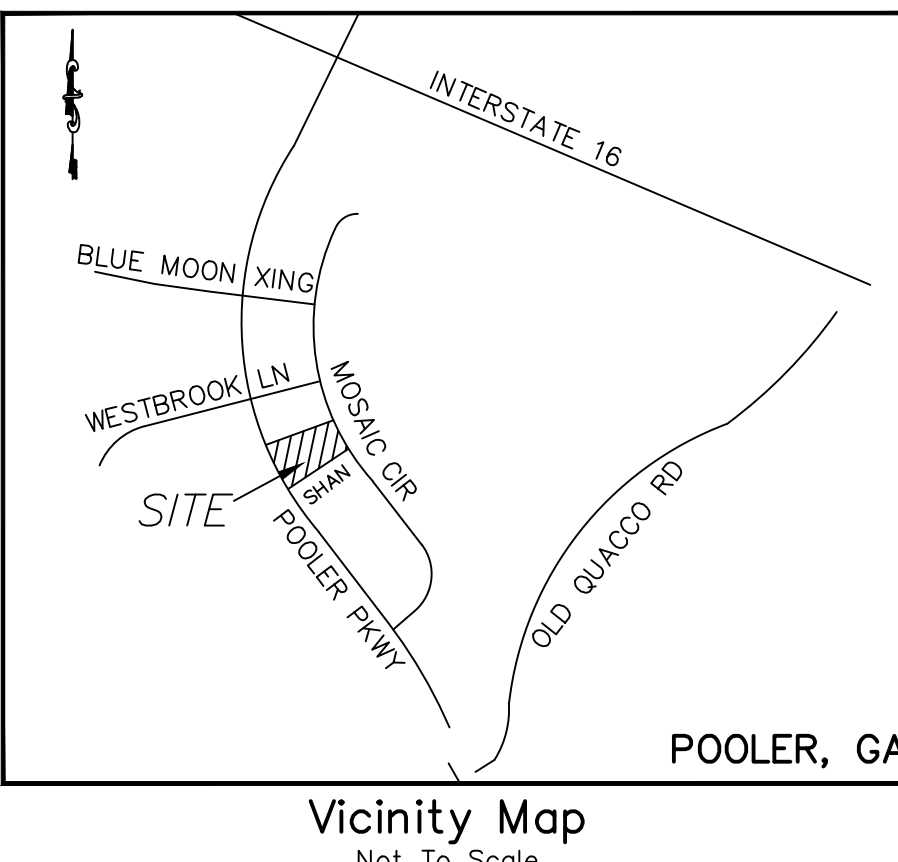 INTERSTATE 16
BLUE MOON XING
WESTBROOK LN
MOSAIC CIR
SHAN
SITE
POOLER PKWY
OLD QUACCO RD
POOLER, GA
Vicinity Map
Not To Scale